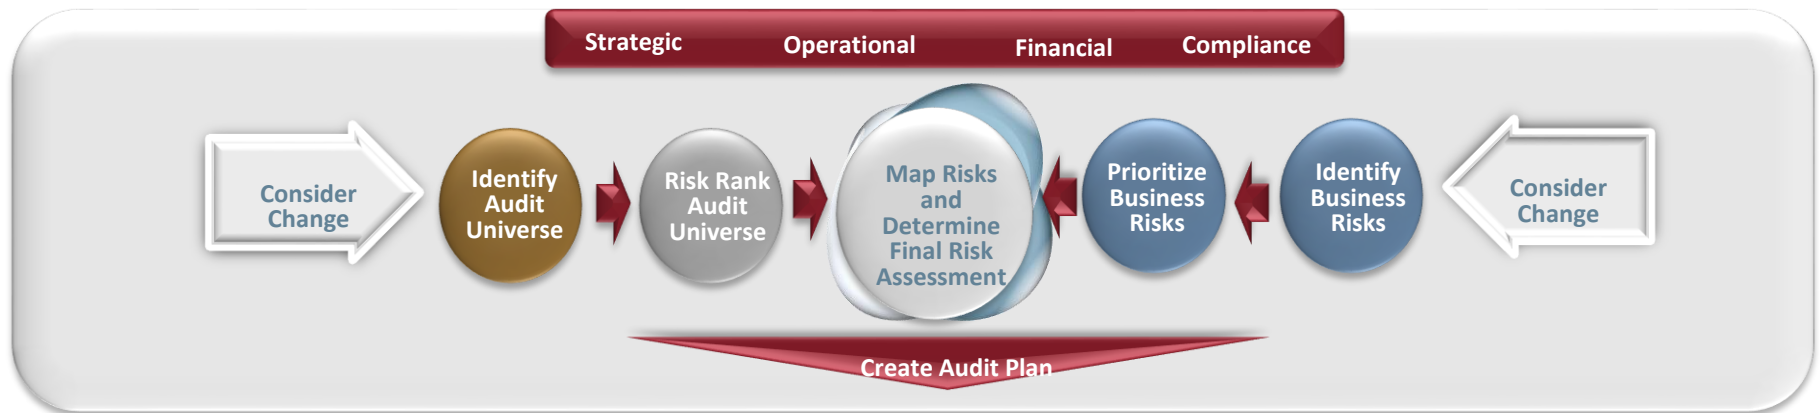 Strategic Operational Financial Compliance
Consider
Change
Identify
Audit
Universe
Risk Rank
Audit
Universe
Map Risks
and
Determine
Final Risk
Assessment
Prioritize
Business
Risks
Identify
Business
Risks
Consider
Change
Create Audit Plan